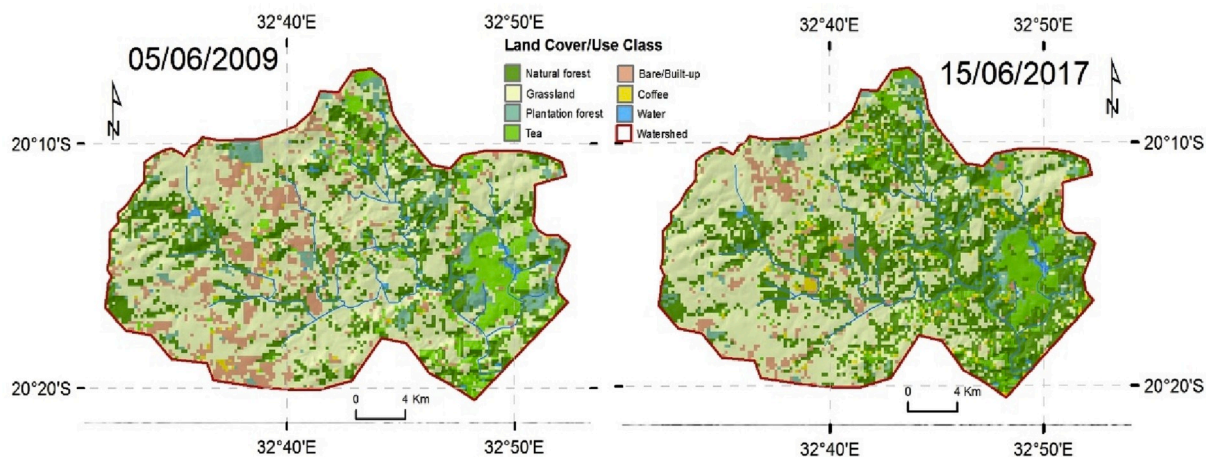 32°40'E 32°50'E
32°40'E 32°50'E
05/06/2009
Land Cover/Use Class
Natural forest
Grassland
Plantation forest
Tea
Bare/Built-up
Coffee
Water
Watershed
15/06/2017
N
N
20°10'S
20°10'S
20°20'S
20°20'S
0 4 Km
0 4 Km
32°40'E 32°50'E
32°40'E 32°50'E